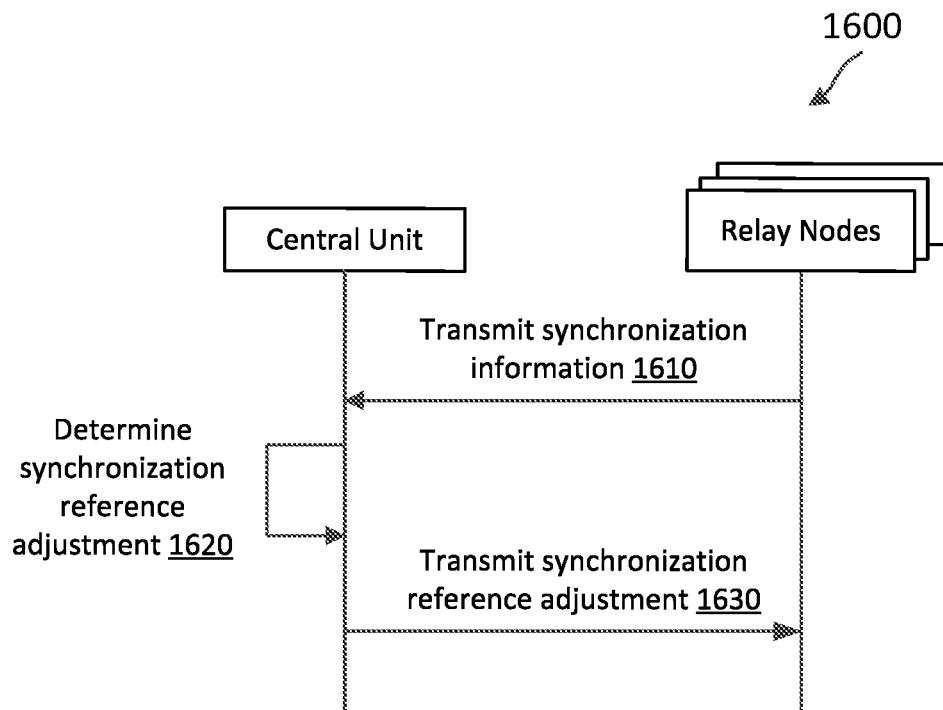 1600
Central Unit
Relay Nodes
Transmit synchronization
information 1610
Determine
synchronization
reference
adjustment 1620
Transmit synchronization
reference adjustment 1630